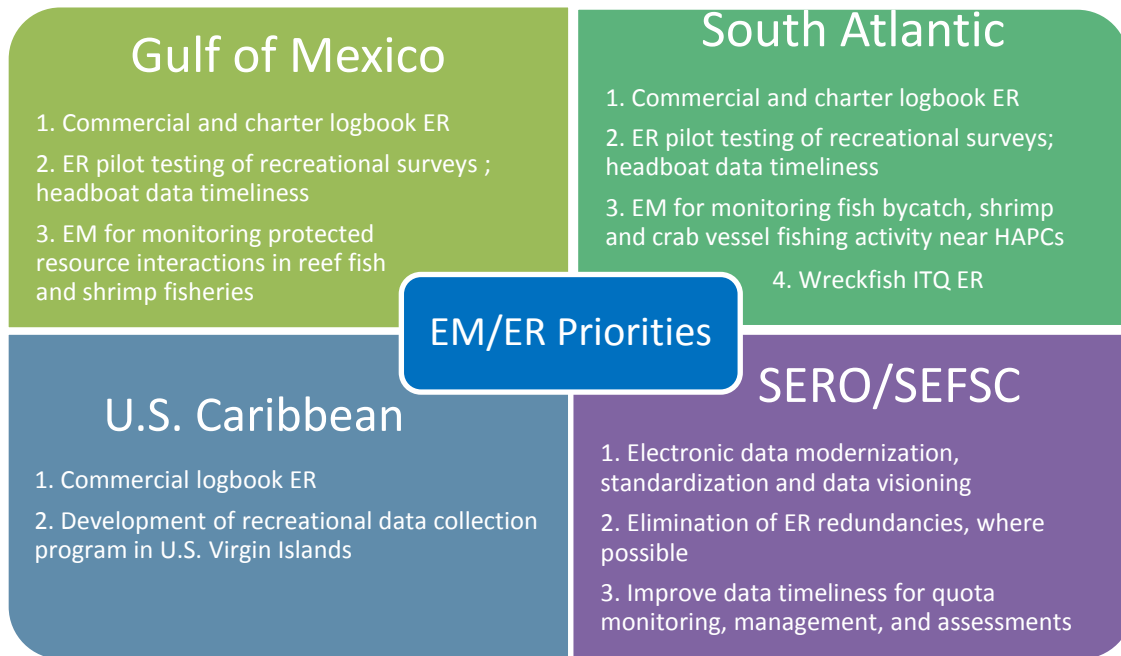 Gulf of Mexico
1. Commercial and charter logbook ER
2. ER pilot testing of recreational surveys ;
headboat data timeliness
3. EM for monitoring protected
resource interactions in reef fish
and shrimp fisheries
South Atlantic
1. Commercial and charter logbook ER
2. ER pilot testing of recreational surveys;
headboat data timeliness
3. EM for monitoring fish bycatch, shrimp
and crab vessel fishing activity near HAPCs
4. Wreckfish ITQ ER
EM/ER Priorities
U.S. Caribbean
1. Commercial logbook ER
2. Development of recreational data collection
program in U.S. Virgin Islands
SERO/SEFSC
1. Electronic data modernization,
standardization and data visioning
2. Elimination of ER redundancies, where
possible
3. Improve data timeliness for quota
monitoring, management, and assessments